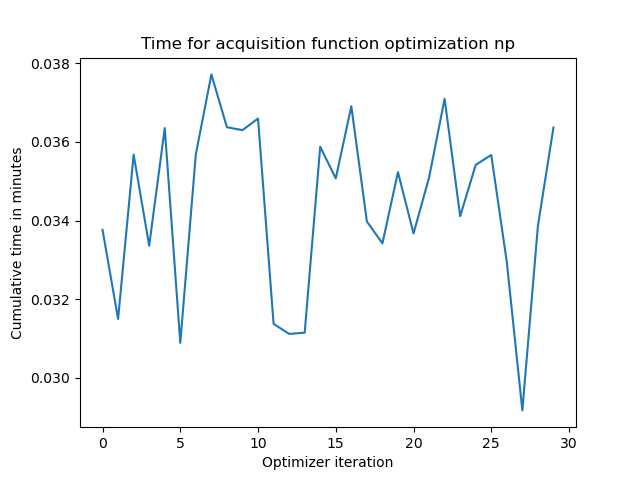 Time for acquisition function optimization np
Cumulative time in minutes
0.038
0.036
0.034
0.032
0.030
0 5 10 15 20 25 30
Optimizer iteration